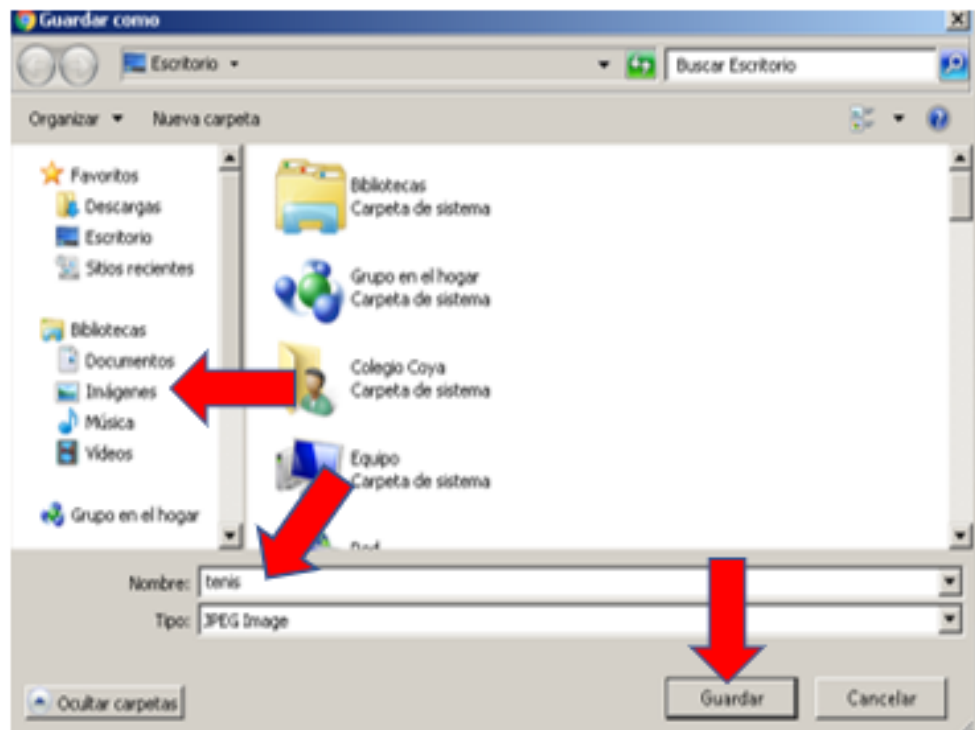 Guardar como
Escritorio
Buscar Escritorio
Organizar
Nueva carpeta
Favoritos
Descargas
Escritorio
Sitios recientes
Bibliotecas
Documentos
Imágenes
Música
Vídeos
Grupo en el hogar
Bibliotecas
Carpeta de sistema
Grupo en el hogar
Carpeta de sistema
Colegio Coya
Carpeta de sistema
Equipo
Carpeta de sistema
Nombre: tenis
Tipo: JPEG Image
Ocultar carpetas
Guardar
Cancelar